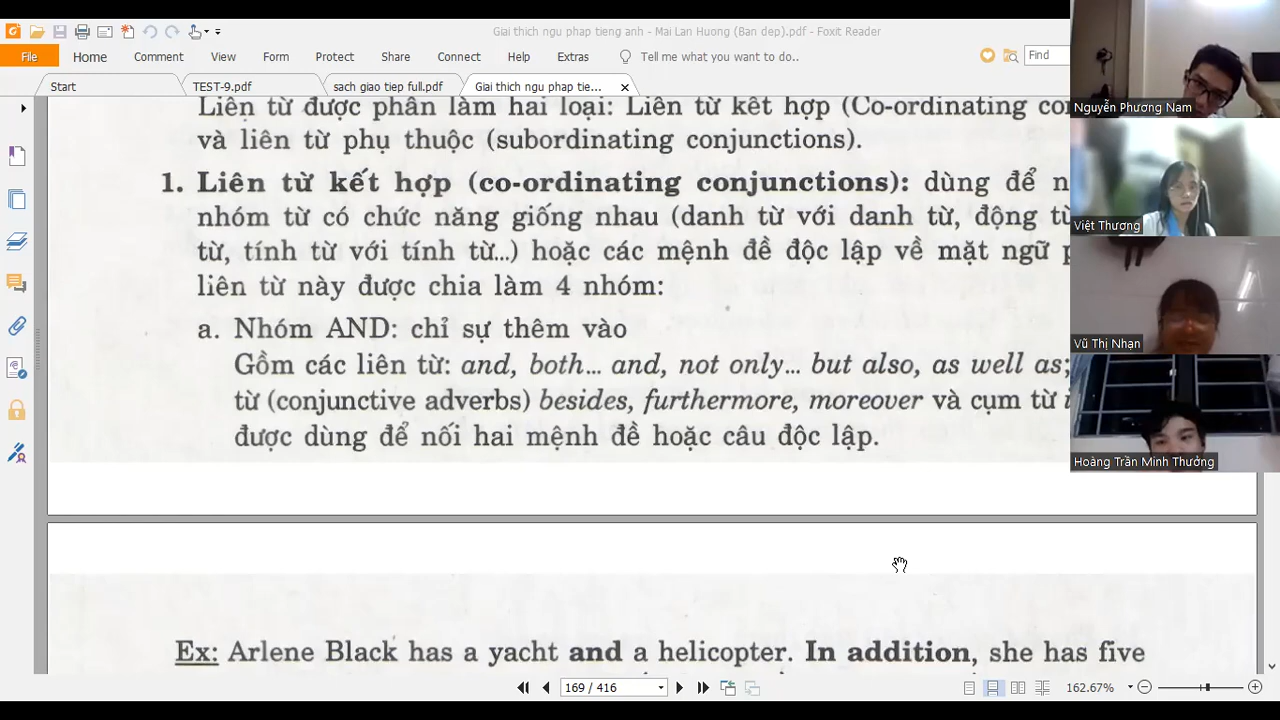 Giai thich ngu phap tieng anh - Mai Lan Huong (Ban dep).pdf - Foxit Reader
File Home Comment View Form Protect Share Connect Help Extras Tell me what you want to do.. Find
Start TEST-9.pdf sach giao tiep full.pdf Giai thich ngu phap tie...
Liên từ được phân làm hai loại: Liên từ kết hợp (Co-ordinating
và liên từ phụ thuộc (subordinating conjunctions).
1. Liên từ kết hợp (co-ordinating conjunctions): dùng để
nhóm từ có chức năng giống nhau (danh từ với danh từ, động
từ, tính từ với tính từ...) hoặc các mệnh đề độc lập về mặt ngữ
liên từ này được chia làm 4 nhóm:
a. Nhóm AND: chỉ sự thêm vào
Gồm các liên từ: and, both... and, not only... but also, as well as;
từ (conjunctive adverbs) besides, furthermore, moreover và cụm từ
được dùng để nối hai mệnh đề hoặc câu độc lập.
Ex: Arlene Black has a yacht and a helicopter. In addition, she has five
169 / 416
162.67%
Nguyễn Phương Nam
Việt Thương
Vũ Thị Nhạn
Hoàng Trần Minh Thưởng